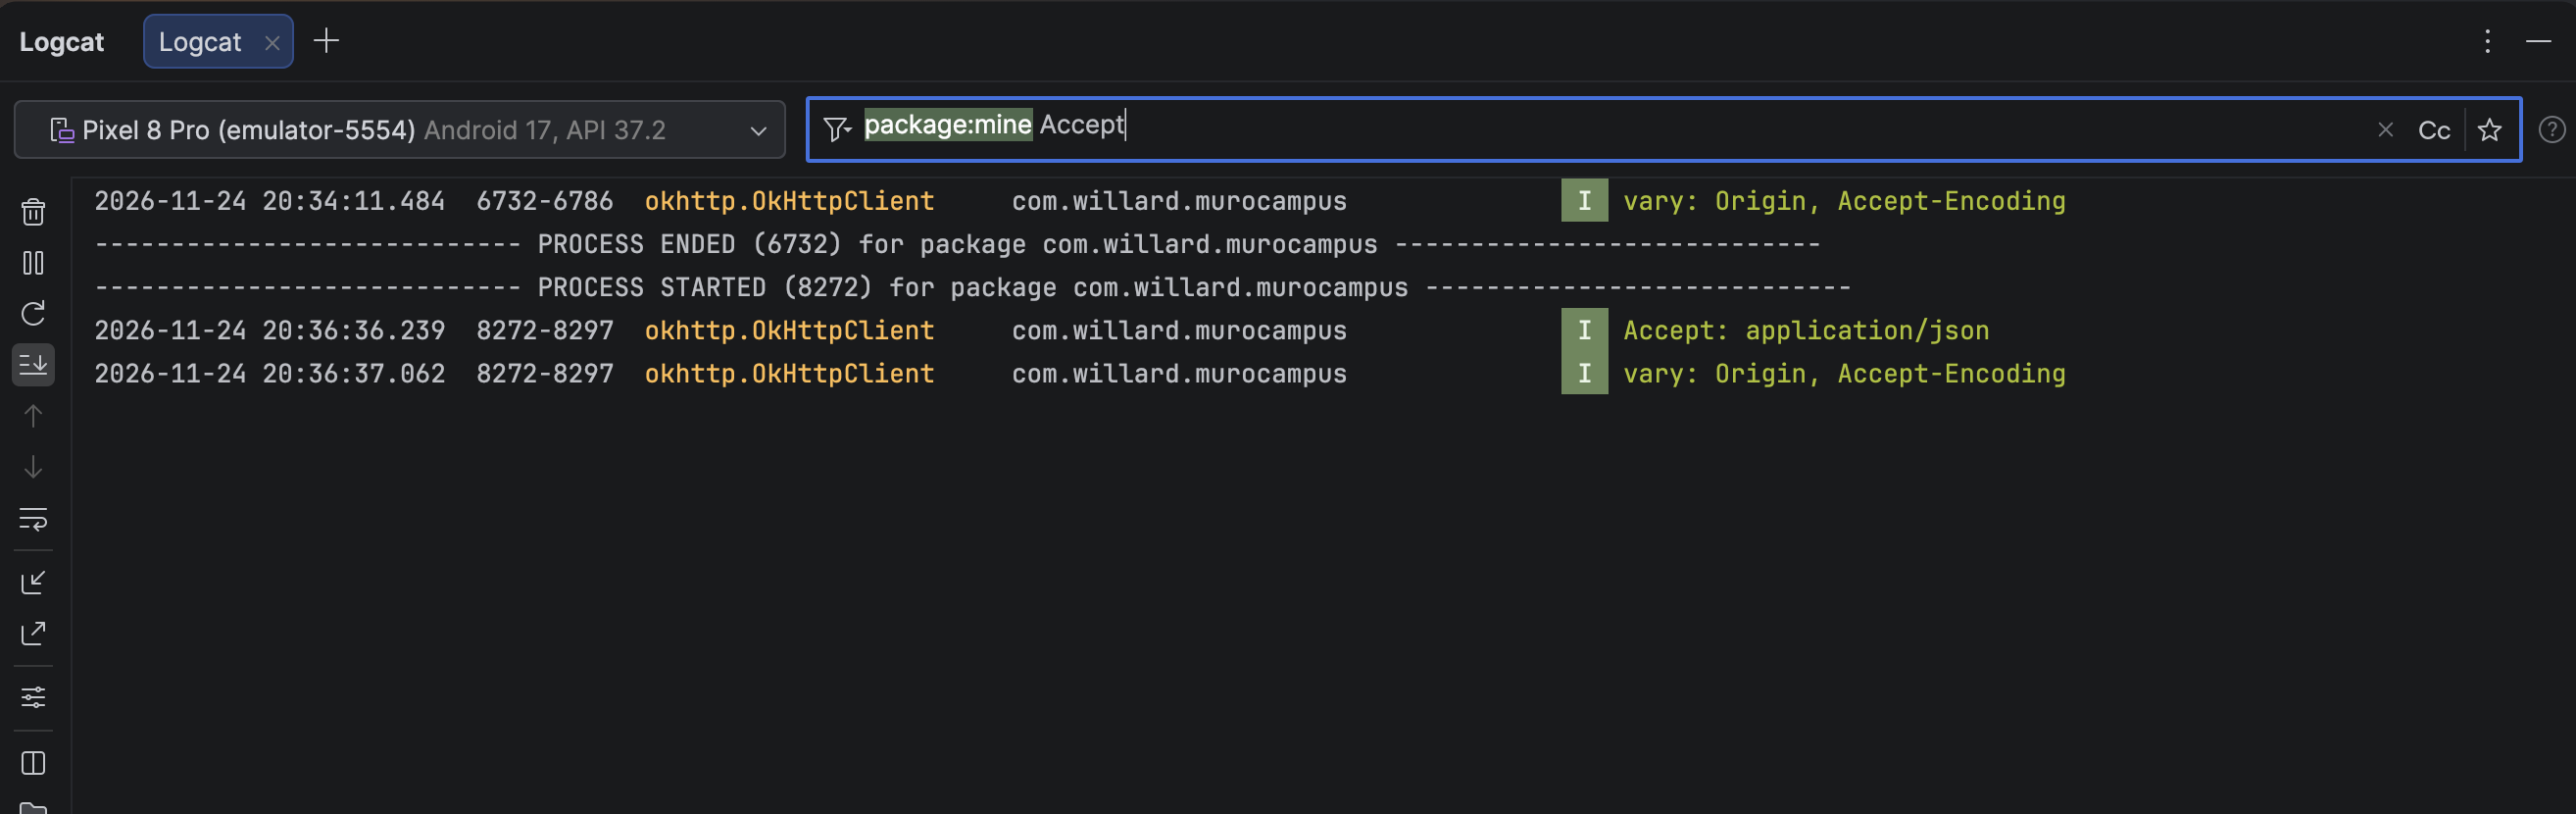 Logcat Logcat
Pixel 8 Pro (emulator-5554) Android 17, API 37.2 package:mine Accept Cc
2026-11-24 20:34:11.484 6732-6786 okhttp.OkHttpClient com.willard.murocampus I vary: Origin, Accept-Encoding
---------------------------- PROCESS ENDED (6732) for package com.willard.murocampus ----------------------------
---------------------------- PROCESS STARTED (8272) for package com.willard.murocampus ----------------------------
2026-11-24 20:36:36.239 8272-8297 okhttp.OkHttpClient com.willard.murocampus I Accept: application/json
2026-11-24 20:36:37.062 8272-8297 okhttp.OkHttpClient com.willard.murocampus I vary: Origin, Accept-Encoding